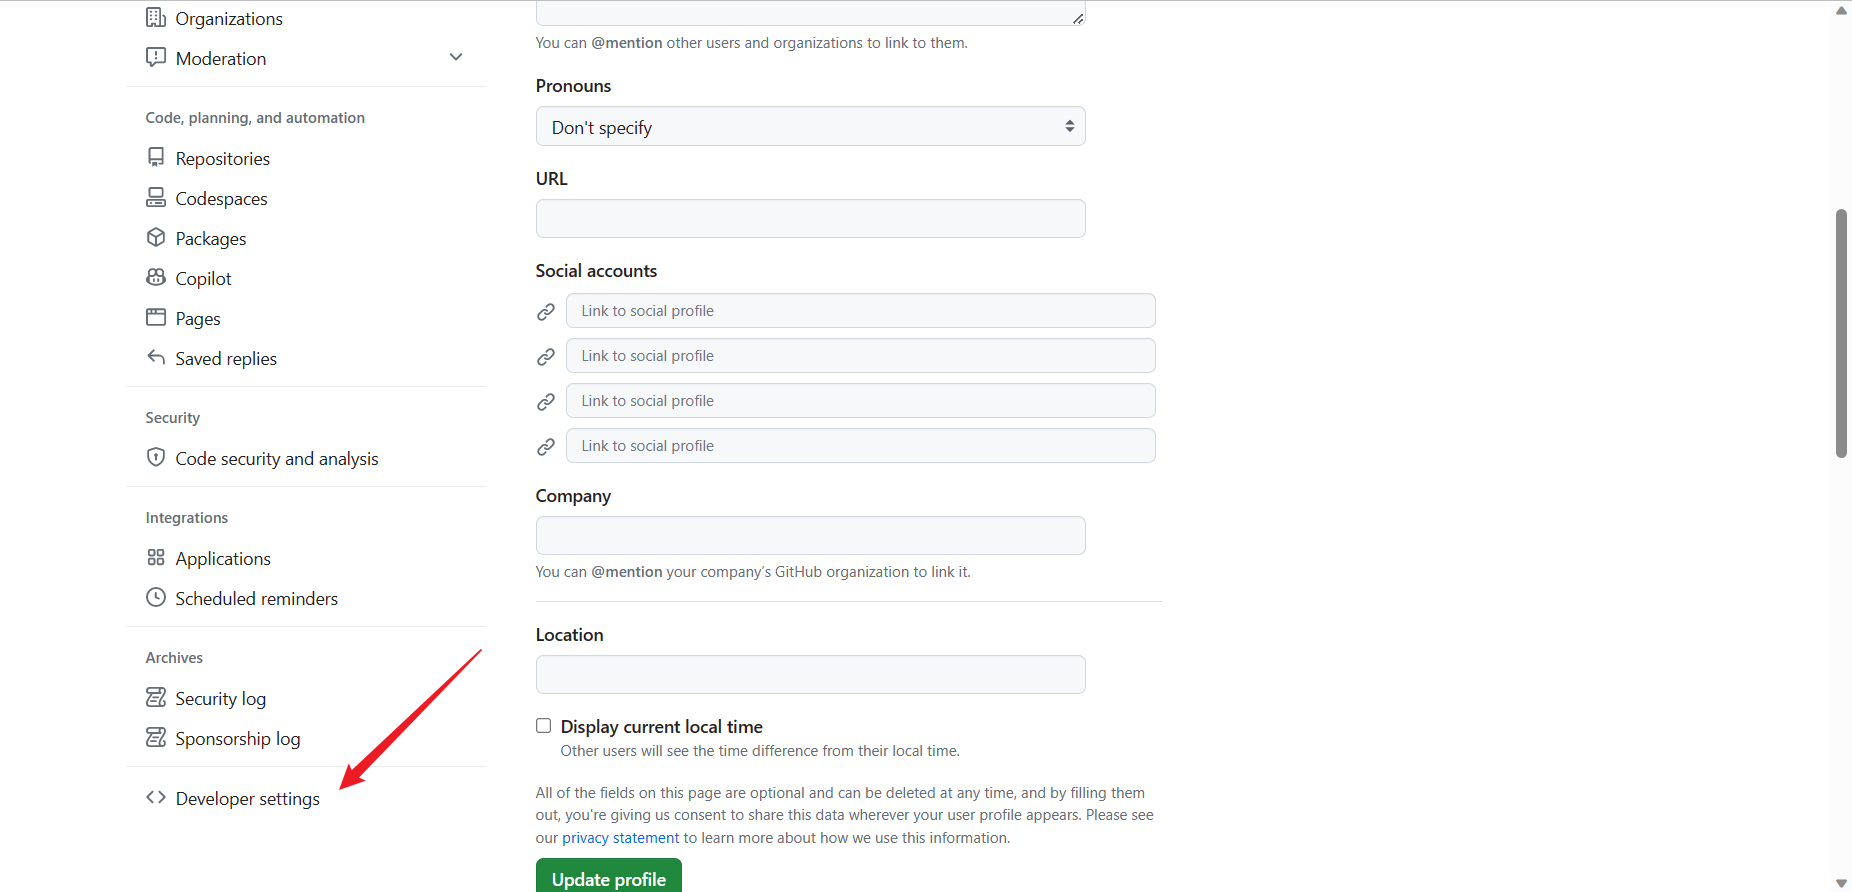 Organizations
Moderation
Code, planning, and automation
Repositories
Codespaces
Packages
Copilot
Pages
Saved replies
Security
Code security and analysis
Integrations
Applications
Scheduled reminders
Archives
Security log
Sponsorship log
Developer settings
You can @mention other users and organizations to link to them.
Pronouns
Don't specify
URL
Social accounts
Link to social profile
Link to social profile
Link to social profile
Link to social profile
Company
You can @mention your company’s GitHub organization to link it.
Location
Display current local time
Other users will see the time difference from their local time.
All of the fields on this page are optional and can be deleted at any time, and by filling them
out, you're giving us consent to share this data wherever your user profile appears. Please see
our privacy statement to learn more about how we use this information.
Update profile